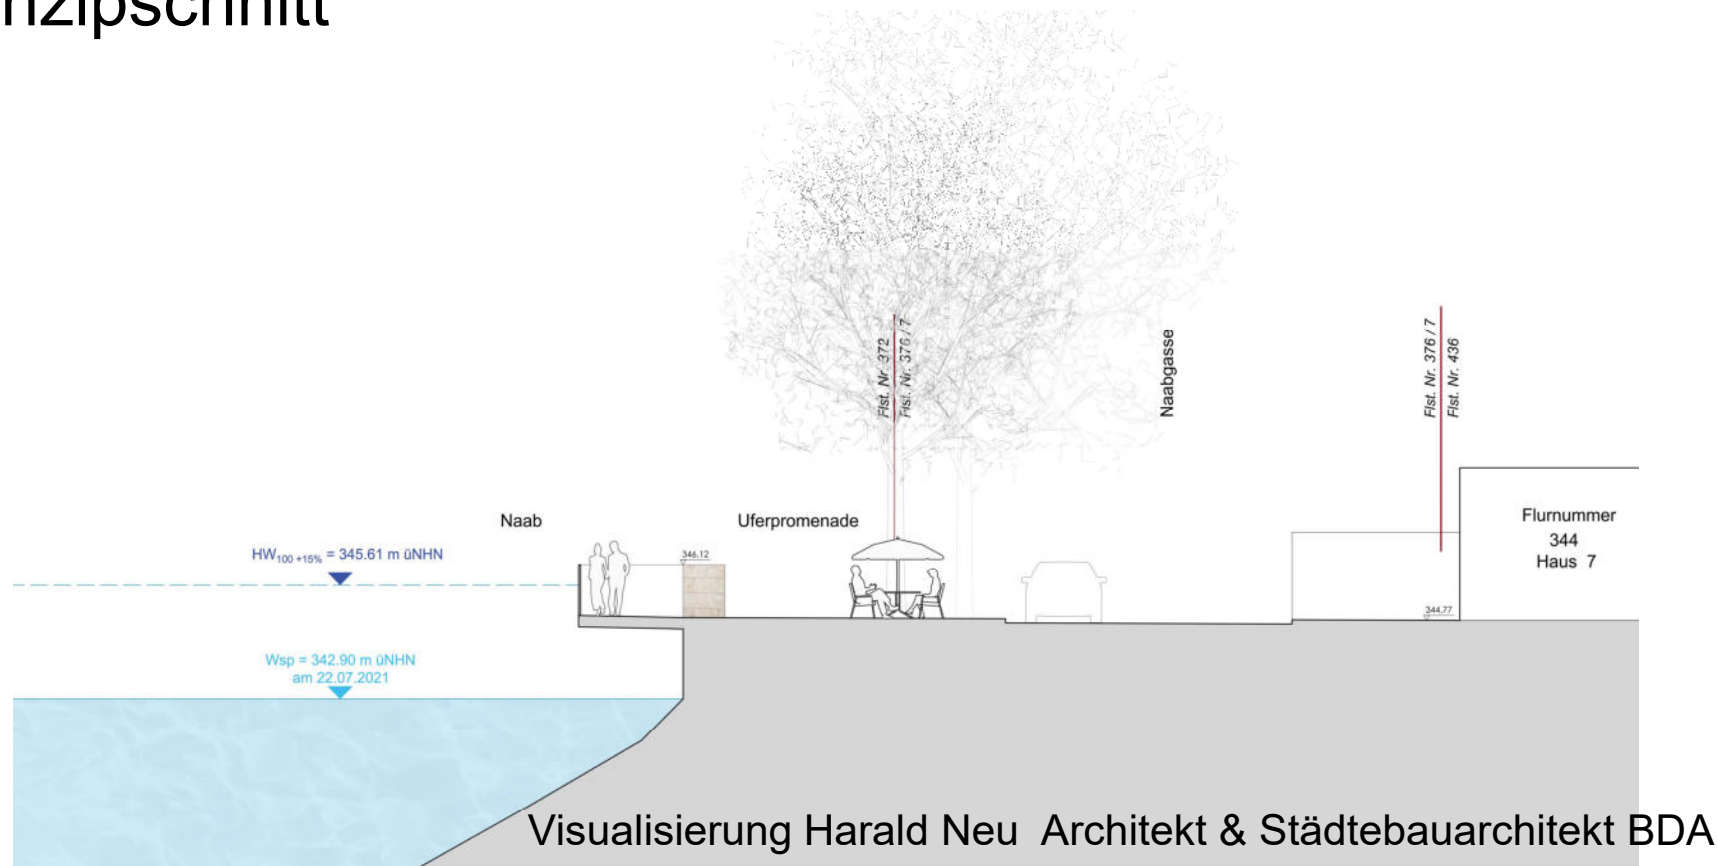 nzipschnitt
Flst. Nr. 372
Flst. Nr. 376 / 7
Naabgasse
Flst. Nr. 376 / 7
Flst. Nr. 436
Naab
Uferpromenade
Flurnummer
344
Haus 7
HW100 +15% = 345.61 m üNHN
346.12
344.77
Wsp = 342.90 m üNHN
am 22.07.2021
Visualisierung Harald Neu Architekt & Städtebauarchitekt BDA